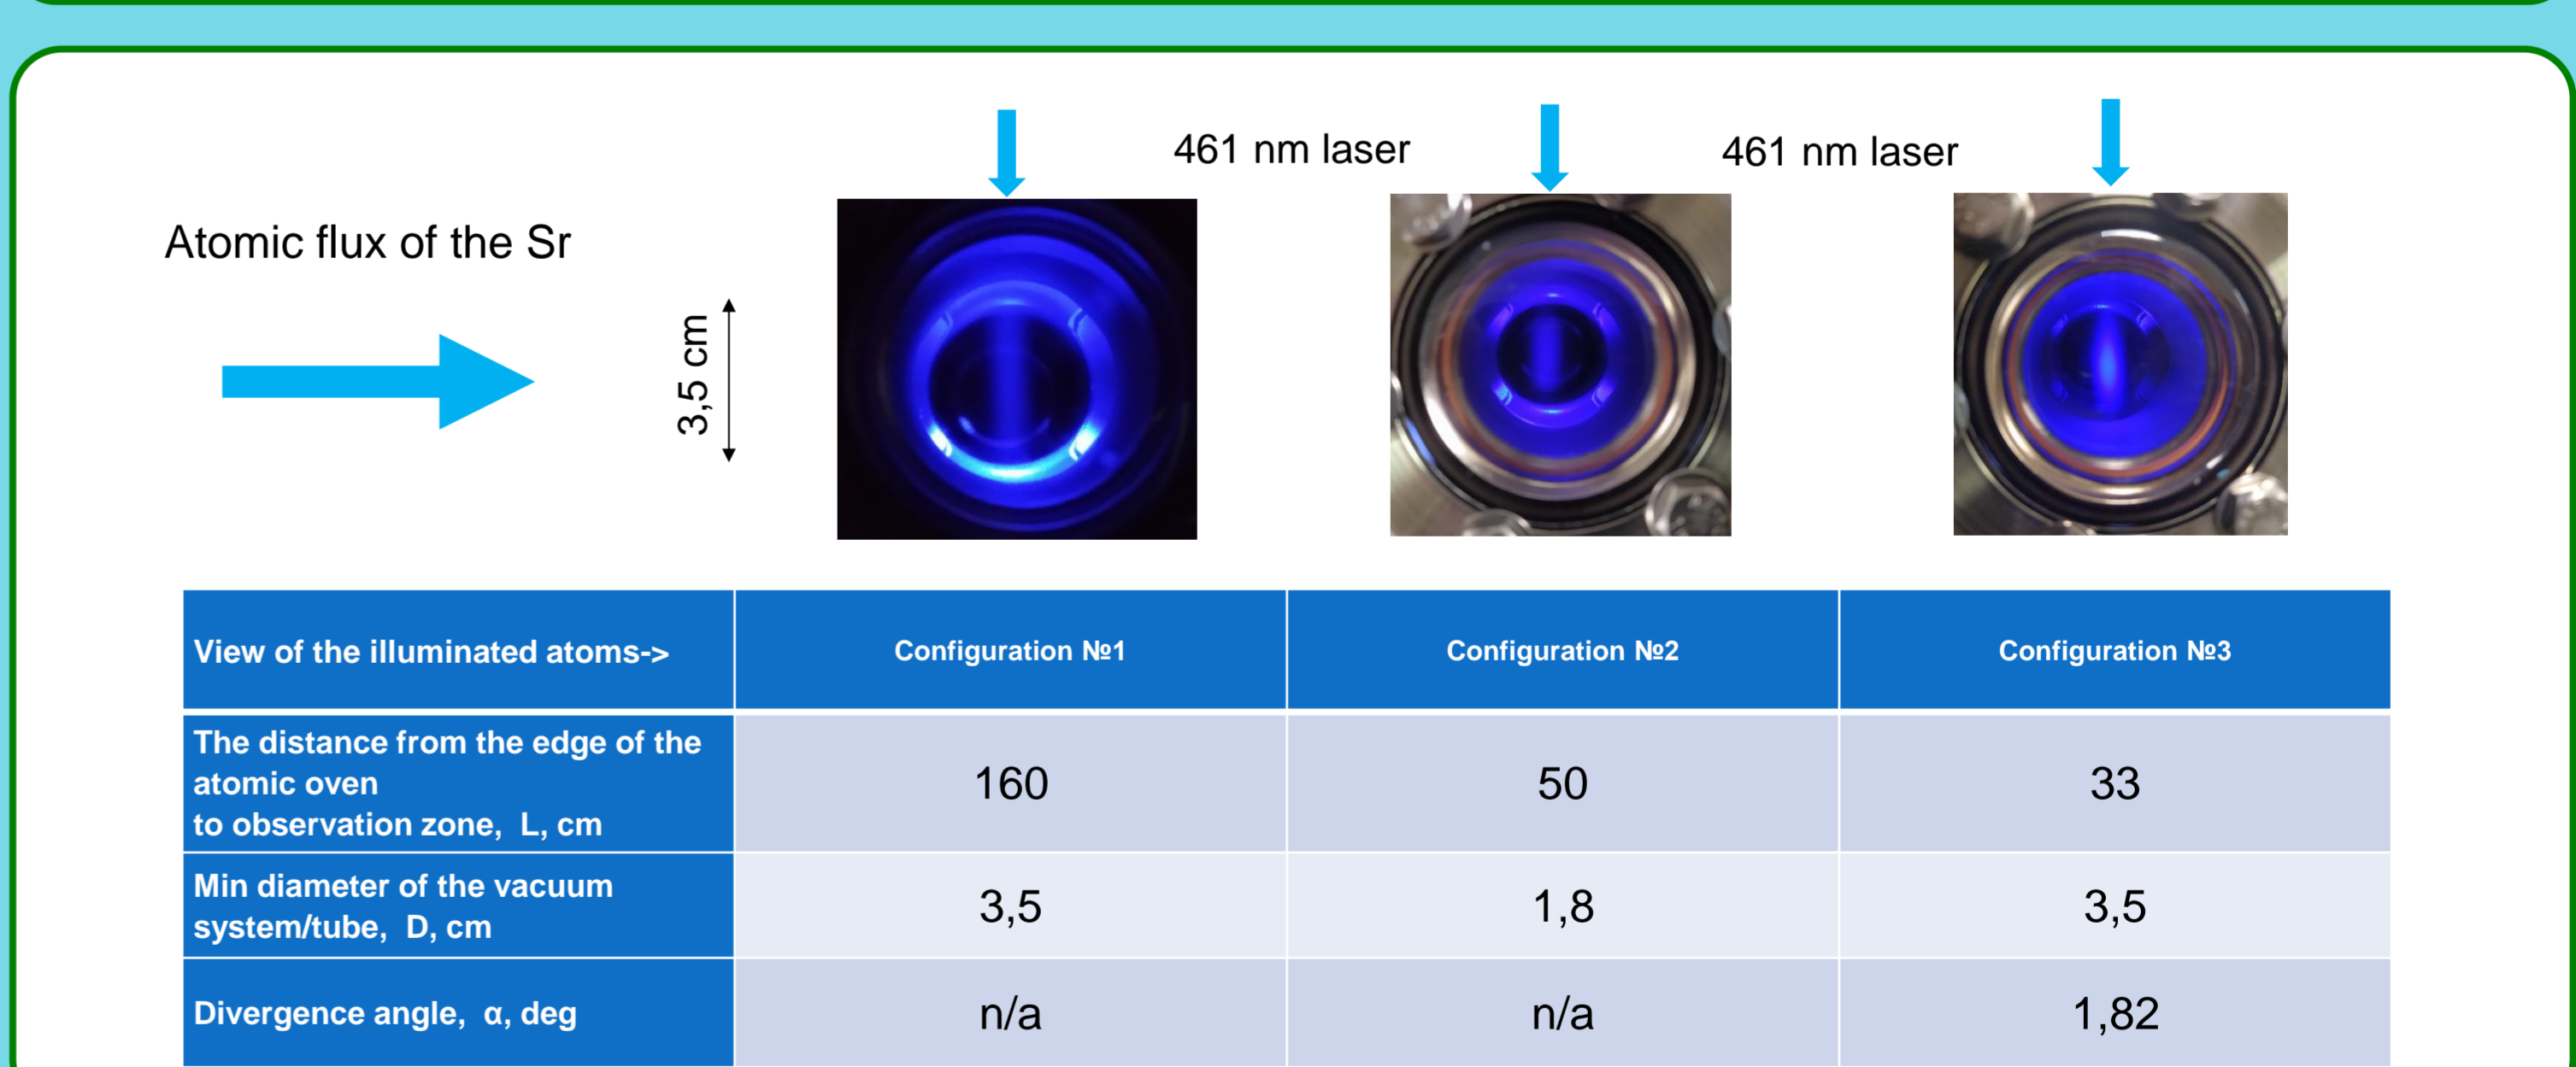 461 nm laser
461 nm laser
Atomic flux of the Sr
3,5 cm
View of the illuminated atoms->
Configuration №1
Configuration №2
Configuration №3
The distance from the edge of the
atomic oven
to observation zone,  L, cm
160
50
33
Min diameter of the vacuum
system/tube,  D, cm
3,5
1,8
3,5
Divergence angle,  α, deg
n/a
n/a
1,82